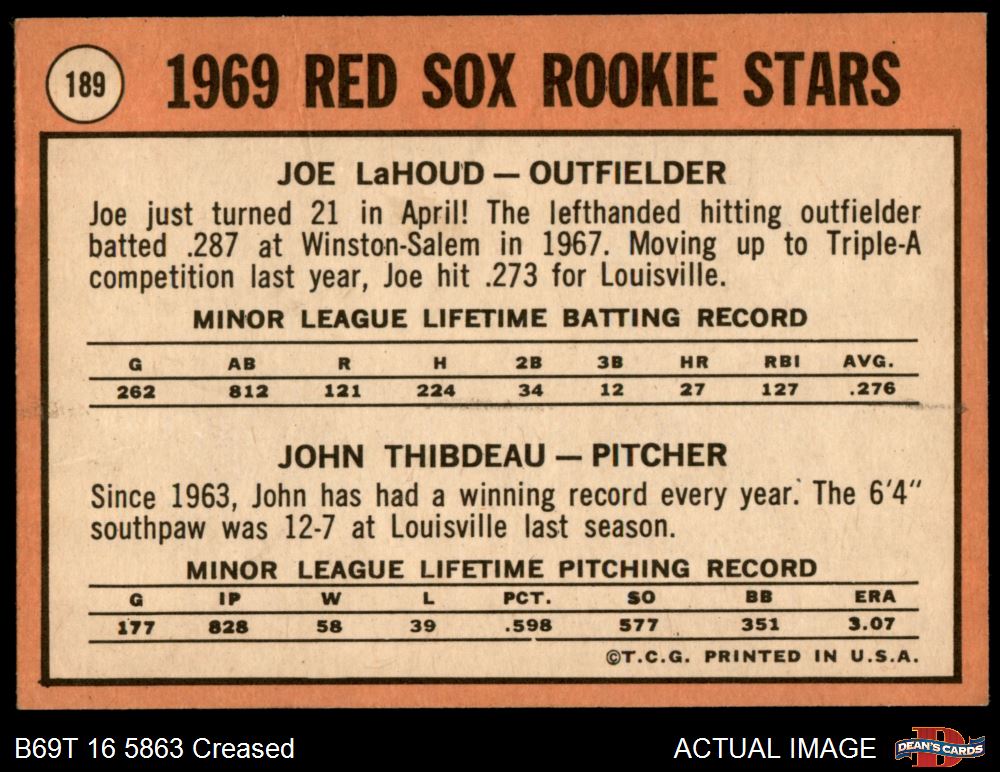 189
1969 RED SOX ROOKIE STARS
JOE LaHOUD — OUTFIELDER
Joe just turned 21 in April! The lefthanded hitting outfielder
batted .287 at Winston-Salem in 1967. Moving up to Triple-A
competition last year, Joe hit .273 for Louisville.
MINOR LEAGUE LIFETIME BATTING RECORD
G AB R H 2B 3B HR RBI AVG.
262 812 121 224 34 12 27 127 .276
JOHN THIBDEAU — PITCHER
Since 1963, John has had a winning record every year. The 6'4"
southpaw was 12-7 at Louisville last season.
MINOR LEAGUE LIFETIME PITCHING RECORD
G IP W L PCT. SO BB ERA
177 828 58 39 .598 577 351 3.07
©T.C.G. PRINTED IN U.S.A.
B69T 16 5863 Creased
ACTUAL IMAGE
D
DEAN'S CARDS